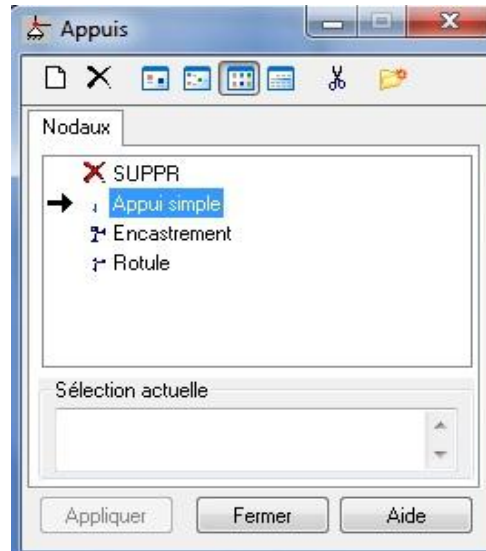 Appuis
Nodaux
SUPPR
Appui simple
Encastrement
Rotule
Sélection actuelle
Appliquer Fermer Aide